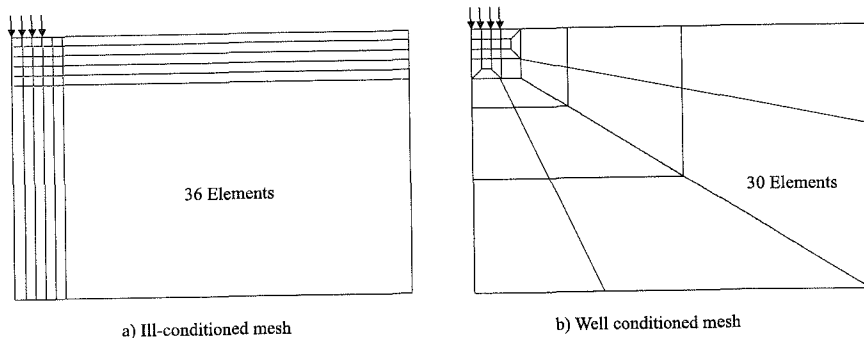 36 Elements
30 Elements
a) Ill-conditioned mesh
b) Well conditioned mesh